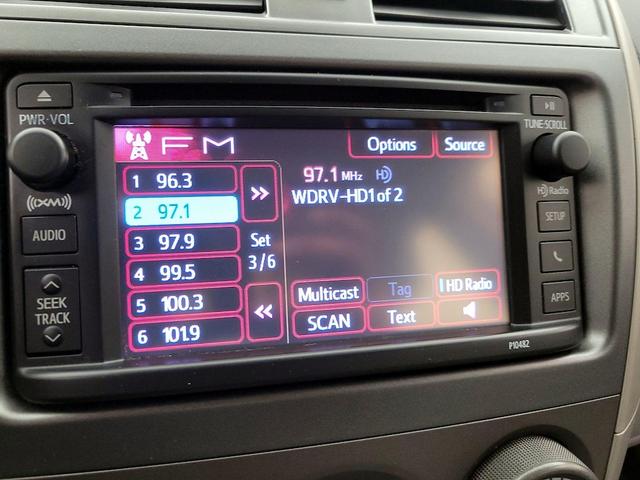 PWR·VOL
((XM))
AUDIO
SEEK
TRACK
FM
Options
Source
1 96.3
2 97.1
3 97.9
4 99.5
5 100.3
6 101.9
>>
Set
3/6
<<
97.1 MHz HD
WDRV-HD1 of 2
Multicast
Tag
HD Radio
SCAN
Text
TUNE·SCROLL
HD Radio
SETUP
APPS
P10482